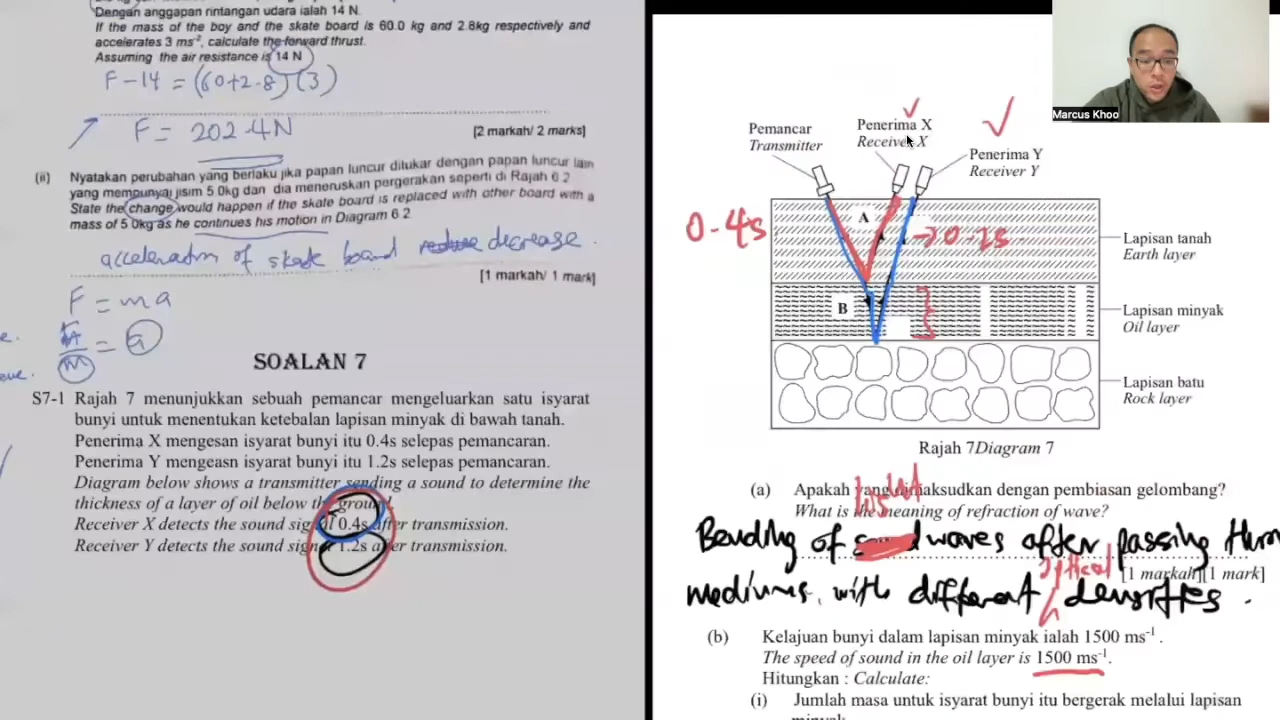 Dengan anggapan rintangan udara ialah 14 N.
If the mass of the boy and the skate board is 60.0 kg and 2.8kg respectively and
accelerates 3 ms⁻², calculate the forward thrust.
Assuming the air resistance is 14 N
F - 14 = (60+2.8)(3)
F = 202.4N
[2 markah/ 2 marks]
(ii) Nyatakan perubahan yang berlaku jika papan luncur ditukar dengan papan luncur lain
yang mempunyai jisim 5.0kg dan dia meneruskan pergerakan seperti di Rajah 6.2
State the change would happen if the skate board is replaced with other board with a
mass of 5.0kg as he continues his motion in Diagram 6.2
acceleration of skate board decrease.
[1 markah/ 1 mark]
F = ma
= a
m
SOALAN 7
S7-1 Rajah 7 menunjukkan sebuah pemancar mengeluarkan satu isyarat
bunyi untuk menentukan ketebalan lapisan minyak di bawah tanah.
Penerima X mengesan isyarat bunyi itu 0.4s selepas pemancaran.
Penerima Y mengeasn isyarat bunyi itu 1.2s selepas pemancaran.
Diagram below shows a transmitter sending a sound to determine the
thickness of a layer of oil below the ground.
Receiver X detects the sound signal 0.4s after transmission.
Receiver Y detects the sound signal 1.2s after transmission.
Marcus Khoo
Pemancar
Transmitter
Penerima X
Receiver X
Penerima Y
Receiver Y
0.4s
A
B
Lapisan tanah
Earth layer
Lapisan minyak
Oil layer
Lapisan batu
Rock layer
Rajah 7/Diagram 7
(a) Apakah yang dimaksudkan dengan pembiasan gelombang?
What is the meaning of refraction of wave?
Bending of waves after passing
mediums with different optical densities.
[1 markah][1 mark]
(b) Kelajuan bunyi dalam lapisan minyak ialah 1500 ms⁻¹.
The speed of sound in the oil layer is 1500 ms⁻¹.
Hitungkan : Calculate:
(i) Jumlah masa untuk isyarat bunyi itu bergerak melalui lapisan